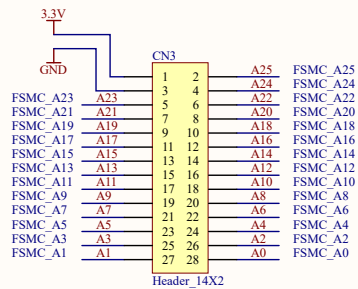 3.3V
CN3
GND
1 2 A25 FSMC_A25
3 4 A24 FSMC_A24
FSMC_A23 A23 5 6 A22 FSMC_A22
FSMC_A21 A21 7 8 A20 FSMC_A20
FSMC_A19 A19 9 10 A18 FSMC_A18
FSMC_A17 A17 11 12 A16 FSMC_A16
FSMC_A15 A15 13 14 A14 FSMC_A14
FSMC_A13 A13 15 16 A12 FSMC_A12
FSMC_A11 A11 17 18 A10 FSMC_A10
FSMC_A9 A9 19 20 A8 FSMC_A8
FSMC_A7 A7 21 22 A6 FSMC_A6
FSMC_A5 A5 23 24 A4 FSMC_A4
FSMC_A3 A3 25 26 A2 FSMC_A2
FSMC_A1 A1 27 28 A0 FSMC_A0
Header_14X2